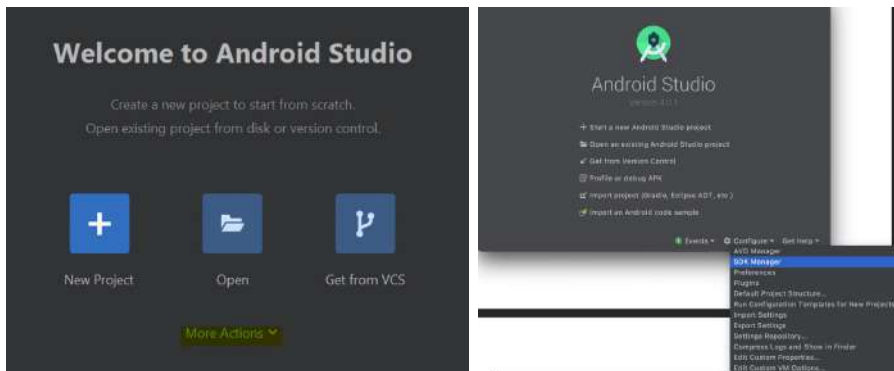 Welcome to Android Studio
Create a new project to start from scratch.
Open existing project from disk or version control.
New Project
Open
Get from VCS
More Actions
Android Studio
Version 4.0.1
+ Start a new Android Studio project
Open an existing Android Studio project
Get from Version Control
Profile or debug APK
Import project (Gradle, Eclipse ADT, etc.)
Import an Android code sample
Events Configure Get Help
AVD Manager
SDK Manager
Preferences
Plugins
Default Project Structure...
Run Configuration Templates for New Projects
Import Settings
Export Settings
Settings Repository...
Compress Logs and Show in Finder
Edit Custom Properties...
Edit Custom VM Options...